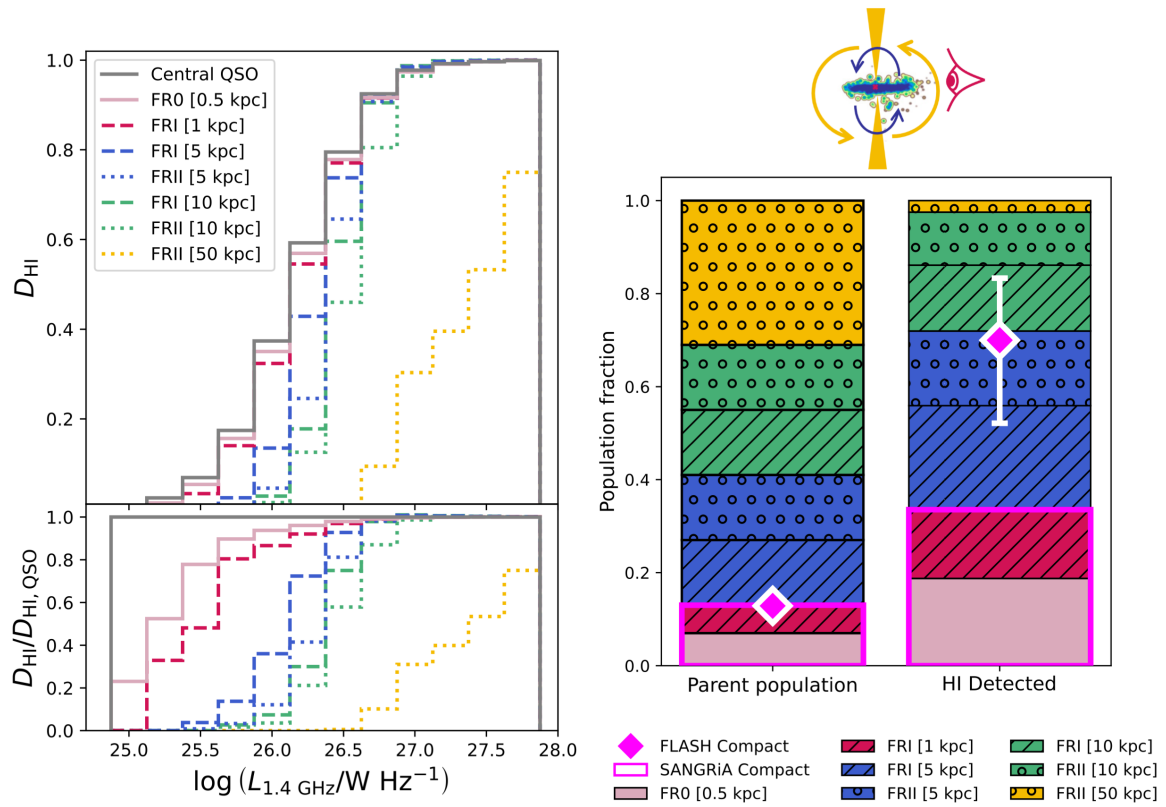 1.0
0.8
0.6
0.4
0.2
D_HI
Central QSO
FR0 [0.5 kpc]
FRI [1 kpc]
FRI [5 kpc]
FRII [5 kpc]
FRI [10 kpc]
FRII [10 kpc]
FRII [50 kpc]
1.0
0.8
0.6
0.4
0.2
0.0
D_HI/D_HI, QSO
25.0 25.5 26.0 26.5 27.0 27.5 28.0
log (L_1.4 GHz/W Hz⁻¹)
1.0
0.8
0.6
0.4
0.2
0.0
Population fraction
Parent population HI Detected
FLASH Compact
SANGRiA Compact
FR0 [0.5 kpc]
FRI [1 kpc]
FRI [5 kpc]
FRII [5 kpc]
FRI [10 kpc]
FRII [10 kpc]
FRII [50 kpc]